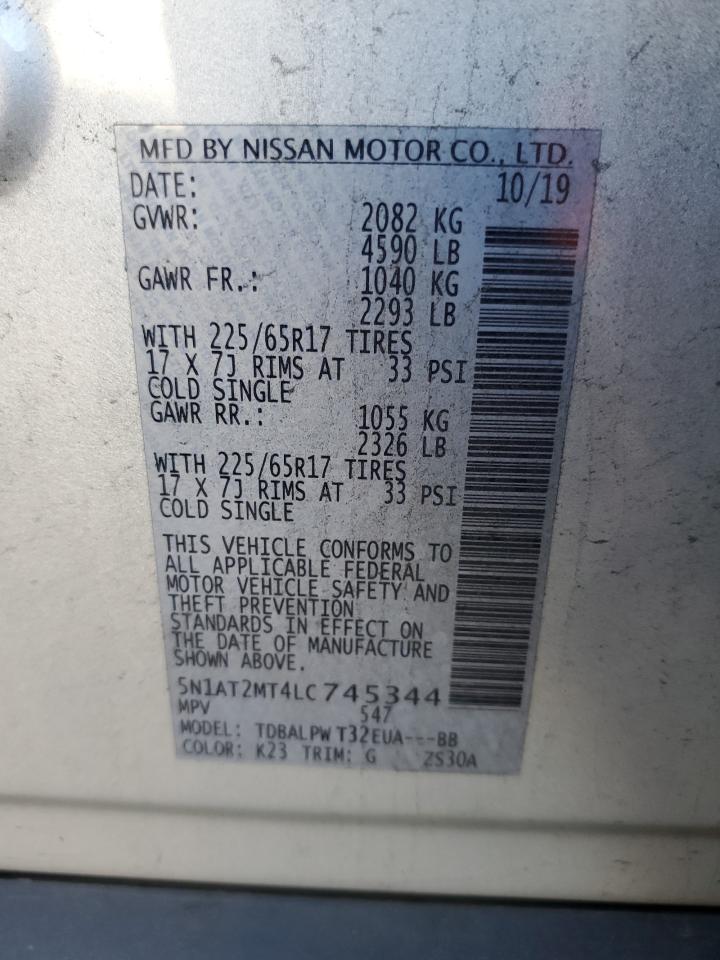 MFD BY NISSAN MOTOR CO., LTD.
DATE: 10/19
GVWR: 2082 KG
4590 LB
GAWR FR.: 1040 KG
2293 LB
WITH 225/65R17 TIRES
17 X 7J RIMS AT 33 PSI
COLD SINGLE
GAWR RR.: 1055 KG
2326 LB
WITH 225/65R17 TIRES
17 X 7J RIMS AT 33 PSI
COLD SINGLE
THIS VEHICLE CONFORMS TO
ALL APPLICABLE FEDERAL
MOTOR VEHICLE SAFETY AND
THEFT PREVENTION
STANDARDS IN EFFECT ON
THE DATE OF MANUFACTURE
SHOWN ABOVE.
5N1AT2MT4LC745344
MPV 547
MODEL: TDBALPW T32EUA---BB
COLOR: K23 TRIM: G ZS30A